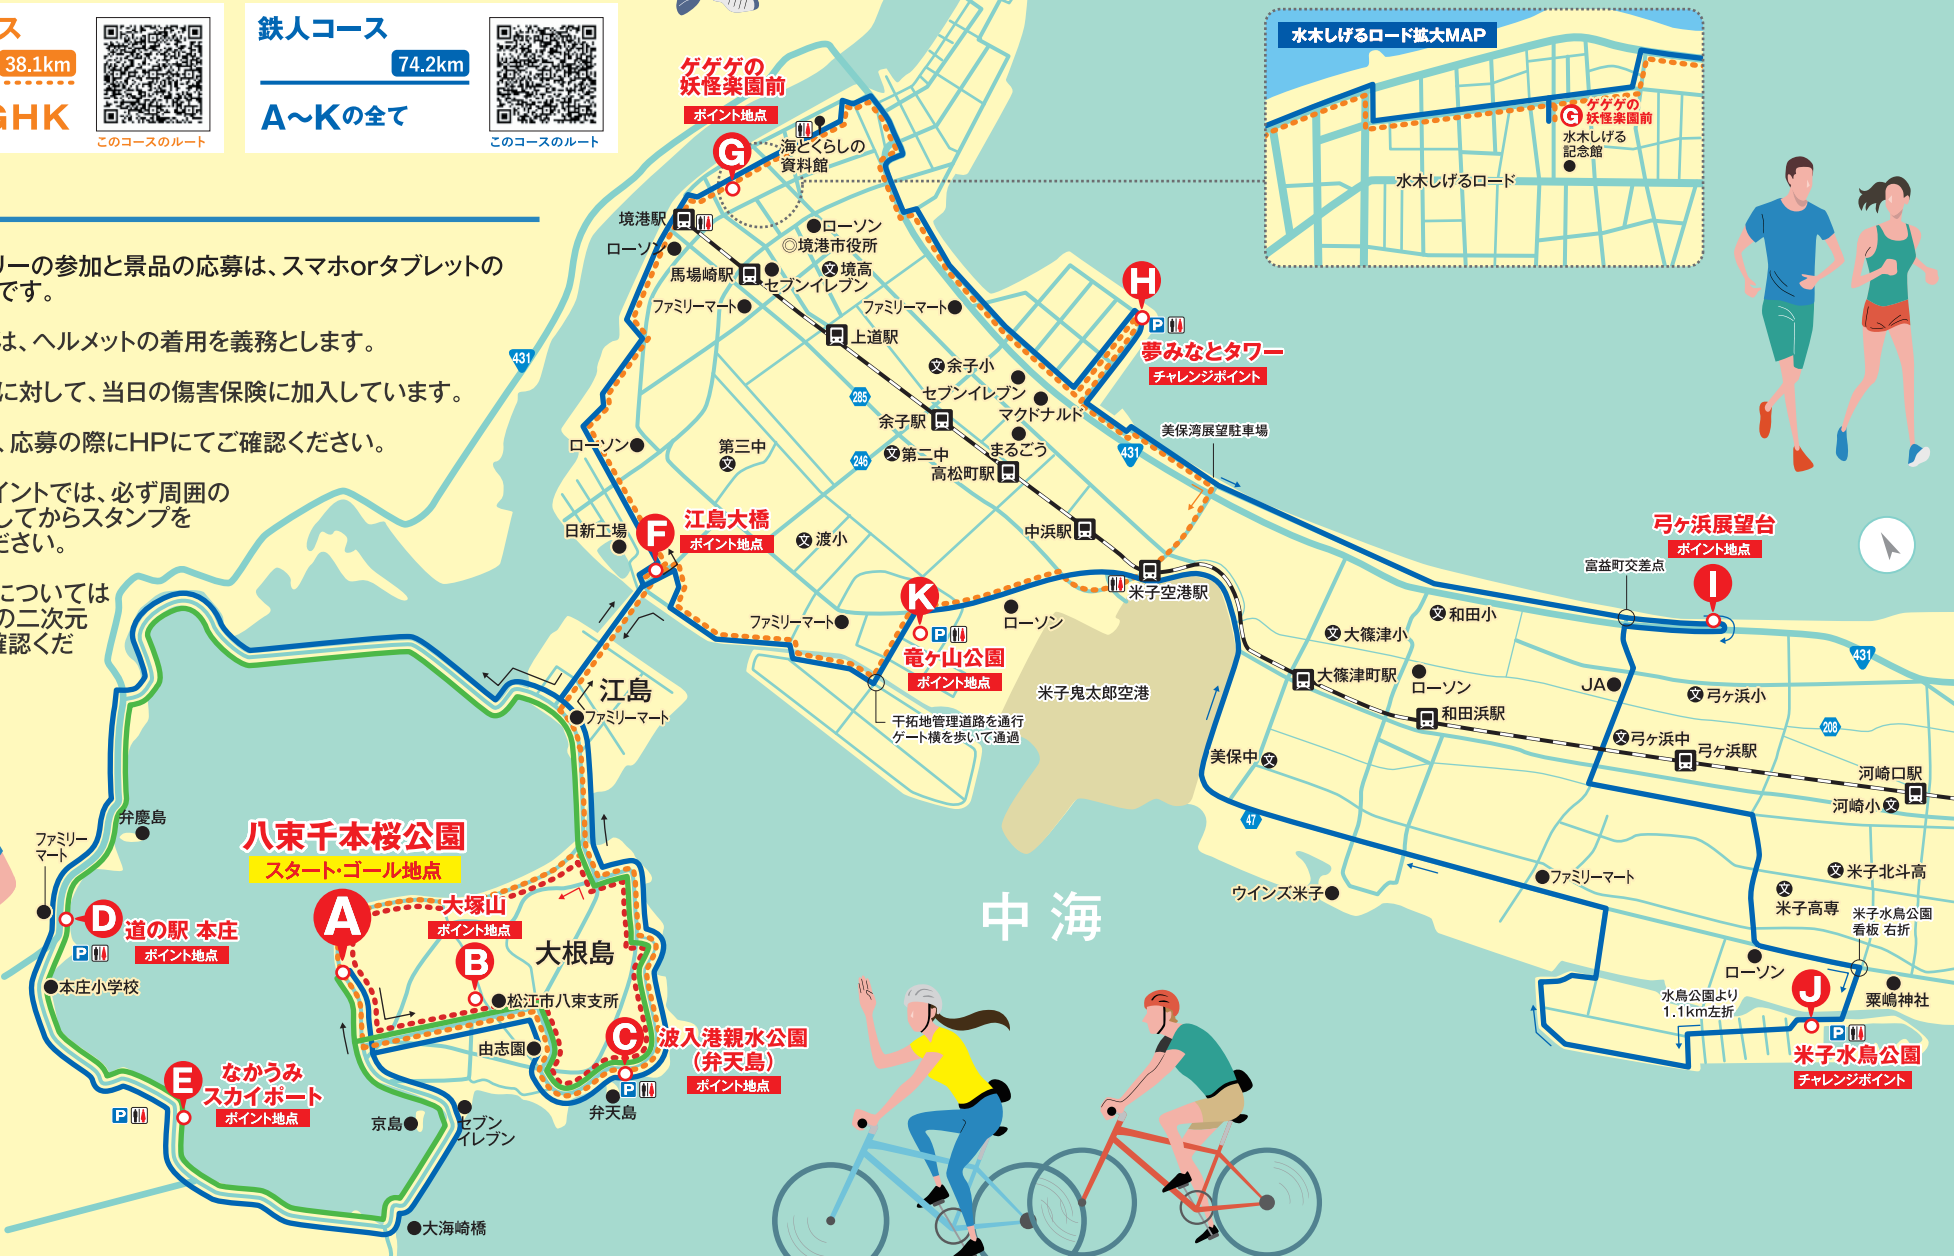 ス
38.1km
GHK
このコースのルート
鉄人コース
74.2km
A〜Kの全て
このコースのルート
リーの参加と景品の応募は、スマホorタブレットの
です。
は、ヘルメットの着用を義務とします。
に対して、当日の傷害保険に加入しています。
、応募の際にHPにてご確認ください。
イントでは、必ず周囲の
してからスタンプを
ださい。
については
の二次元
確認くだ
水木しげるロード拡大MAP
G
ゲゲゲの
妖怪楽園前
水木しげる
記念館
水木しげるロード
ゲゲゲの
妖怪楽園前
ポイント地点
G
海とくらしの
資料館
境港駅
ローソン
ローソン
◎境港市役所
馬場崎駅
セブンイレブン
文境高
ファミリーマート
ファミリーマート
上道駅
431
H
P
夢みなとタワー
チャレンジポイント
文余子小
セブンイレブン
マクドナルド
285
余子駅
まるごう
ローソン
第三中
文
246
文第二中
高松町駅
431
美保湾展望駐車場
日新工場
F
江島大橋
ポイント地点
文渡小
中浜駅
米子空港駅
K
P
竜ヶ山公園
ポイント地点
ファミリーマート
ローソン
干拓地管理道路を通行
ゲート横を歩いて通過
米子鬼太郎空港
弓ヶ浜展望台
ポイント地点
I
富益町交差点
文和田小
文大篠津小
大篠津町駅
ローソン
和田浜駅
JA
文弓ヶ浜小
431
208
文弓ヶ浜中
弓ヶ浜駅
美保中文
河崎口駅
河崎小文
47
江島
ファミリーマート
弁慶島
ファミリー
マート
八束千本桜公園
スタート・ゴール地点
A
大塚山
ポイント地点
B
大根島
松江市八束支所
D
道の駅 本庄
ポイント地点
P
本庄小学校
中海
ウインズ米子
ファミリーマート
文米子北斗高
文
米子高専
米子水鳥公園
看板 右折
ローソン
粟嶋神社
水鳥公園より
1.1km左折
J
P
米子水鳥公園
チャレンジポイント
由志園
C
波入港親水公園
(弁天島)
ポイント地点
P
弁天島
E
なかうみ
スカイポート
ポイント地点
P
京島
セブン
イレブン
大海崎橋